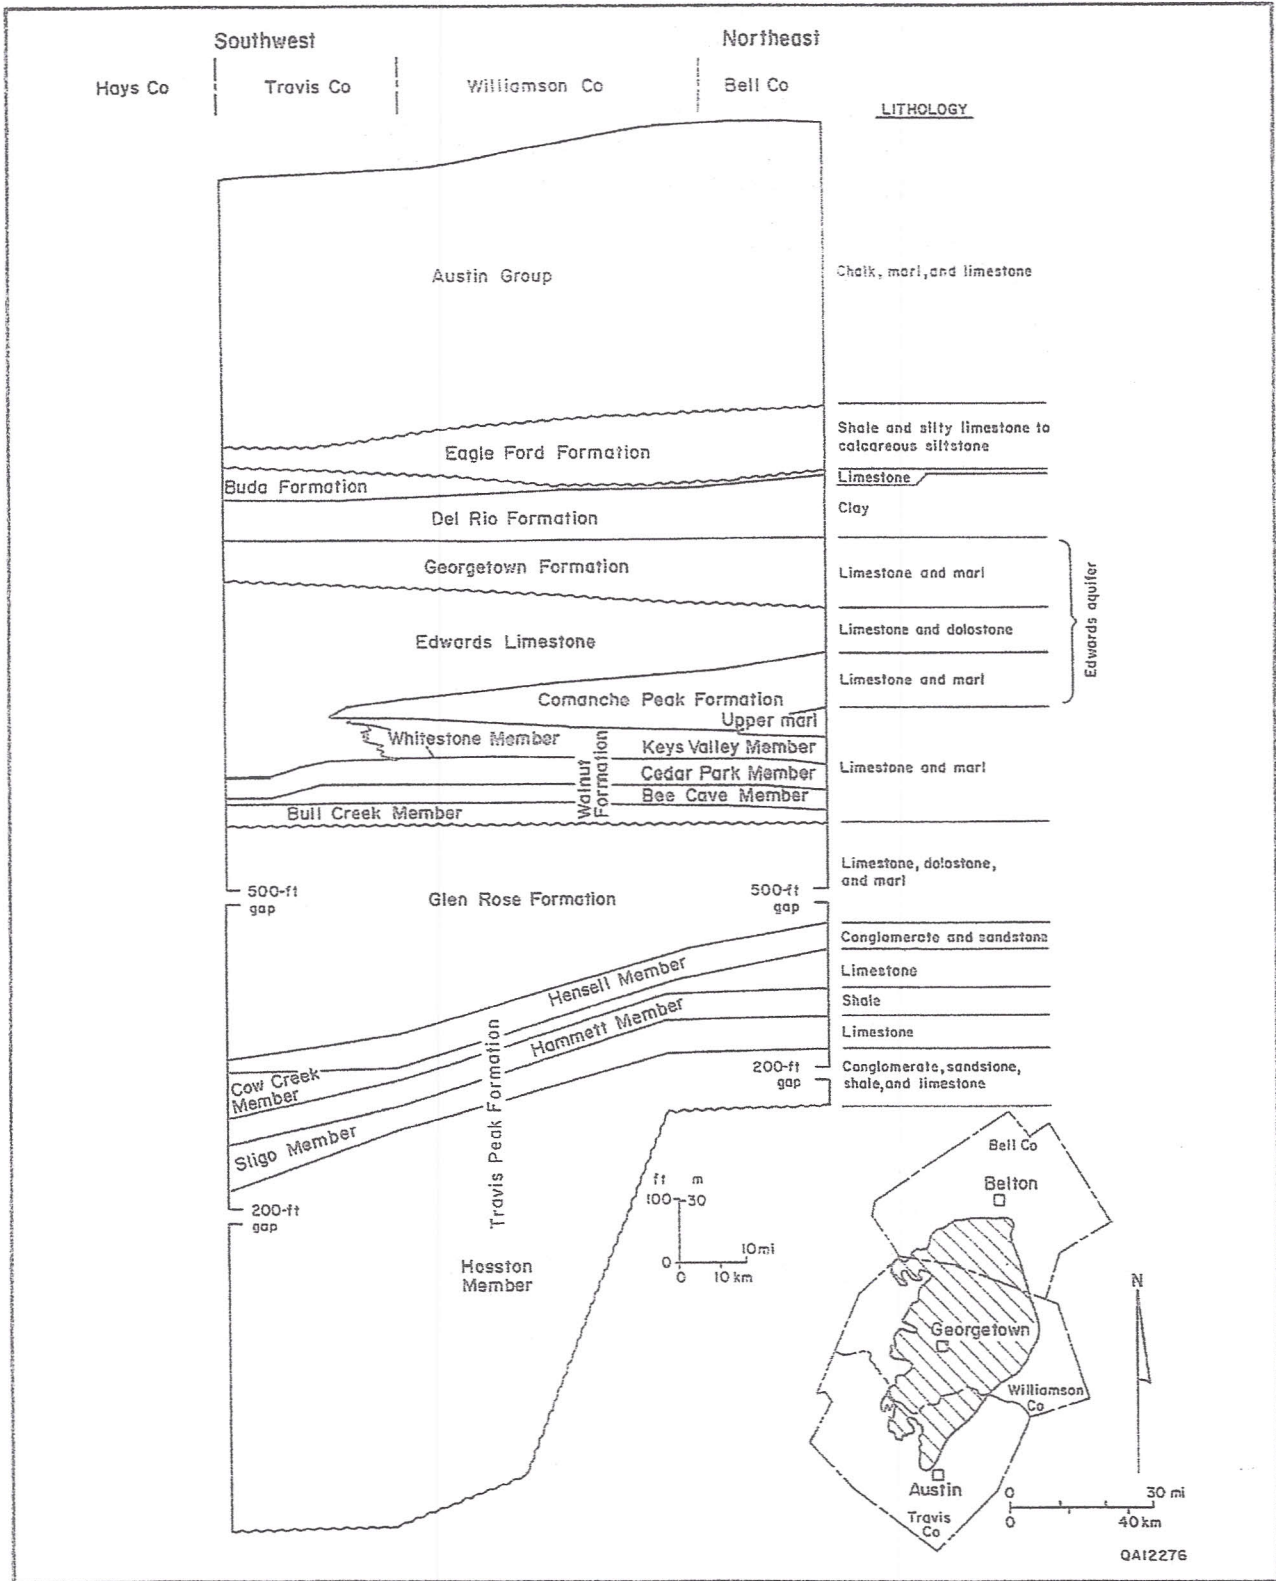 Southwest
Northeast
Hays Co
Travis Co
Williamson Co
Bell Co
LITHOLOGY
Austin Group
Chalk, marl, and limestone
Eagle Ford Formation
Shale and silty limestone to
calcareous siltstone
Buda Formation
Limestone
Del Rio Formation
Clay
Georgetown Formation
Limestone and marl
Edwards Limestone
Limestone and dolostone
Edwards aquifer
Comanche Peak Formation
Limestone and marl
Upper marl
Whitestone Member
Keys Valley Member
Walnut
Formation
Cedar Park Member
Limestone and marl
Bee Cave Member
Bull Creek Member
Limestone, dolostone,
and marl
500-ft
gap
Glen Rose Formation
500-ft
gap
Conglomerate and sandstone
Hensell Member
Limestone
Shale
Hammett Member
Limestone
Cow Creek
Member
Travis Peak Formation
200-ft
gap
Conglomerate, sandstone,
shale, and limestone
Sligo Member
200-ft
gap
Hosston
Member
ft m
100 30
0
10 mi
0 10 km
Bell Co
Belton
N
Georgetown
Williamson
Co
Austin
Travis
Co
0 30 mi
0 40 km
QA12276